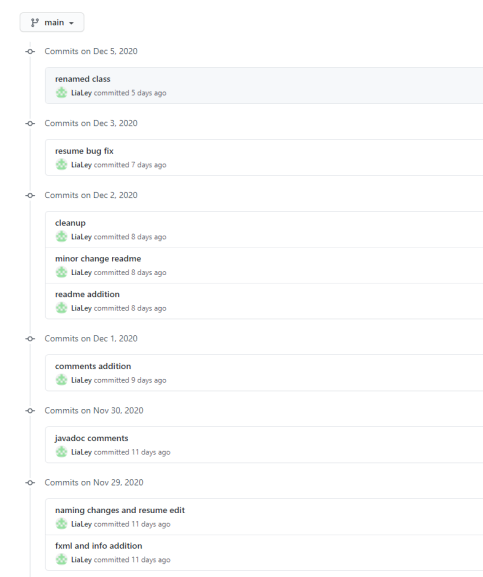 main
Commits on Dec 5, 2020
renamed class
LiaLey committed 5 days ago
Commits on Dec 3, 2020
resume bug fix
LiaLey committed 7 days ago
Commits on Dec 2, 2020
cleanup
LiaLey committed 8 days ago
minor change readme
LiaLey committed 8 days ago
readme addition
LiaLey committed 8 days ago
Commits on Dec 1, 2020
comments addition
LiaLey committed 9 days ago
Commits on Nov 30, 2020
javadoc comments
LiaLey committed 11 days ago
Commits on Nov 29, 2020
naming changes and resume edit
LiaLey committed 11 days ago
fxml and info addition
LiaLey committed 11 days ago